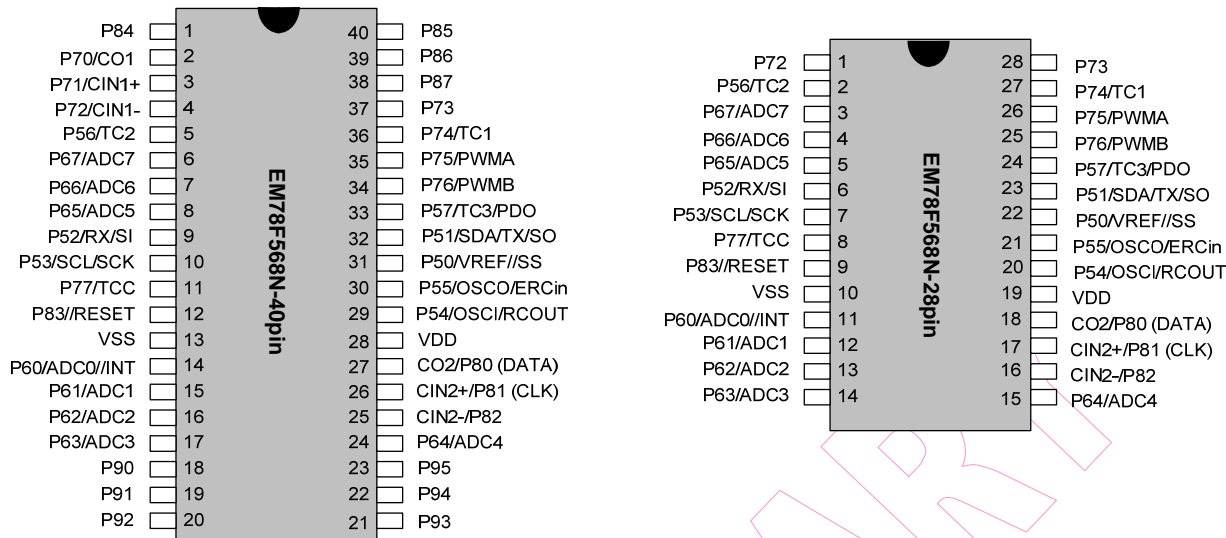 P84 1 40 P85
P70/CO1 2 39 P86
P71/CIN1+ 3 38 P87
P72/CIN1- 4 37 P73
P56/TC2 5 36 P74/TC1
P67/ADC7 6 35 P75/PWMA
P66/ADC6 7 34 P76/PWMB
P65/ADC5 8 33 P57/TC3/PDO
P52/RX/SI 9 32 P51/SDA/TX/SO
P53/SCL/SCK 10 31 P50/VREF//SS
P77/TCC 11 30 P55/OSCO/ERCin
P83//RESET 12 29 P54/OSCI/RCOUT
VSS 13 28 VDD
P60/ADC0//INT 14 27 CO2/P80 (DATA)
P61/ADC1 15 26 CIN2+/P81 (CLK)
P62/ADC2 16 25 CIN2-/P82
P63/ADC3 17 24 P64/ADC4
P90 18 23 P95
P91 19 22 P94
P92 20 21 P93
EM78F568N-40pin
P72 1 28 P73
P56/TC2 2 27 P74/TC1
P67/ADC7 3 26 P75/PWMA
P66/ADC6 4 25 P76/PWMB
P65/ADC5 5 24 P57/TC3/PDO
P52/RX/SI 6 23 P51/SDA/TX/SO
P53/SCL/SCK 7 22 P50/VREF//SS
P77/TCC 8 21 P55/OSCO/ERCin
P83//RESET 9 20 P54/OSCI/RCOUT
VSS 10 19 VDD
P60/ADC0//INT 11 18 CO2/P80 (DATA)
P61/ADC1 12 17 CIN2+/P81 (CLK)
P62/ADC2 13 16 CIN2-/P82
P63/ADC3 14 15 P64/ADC4
EM78F568N-28pin